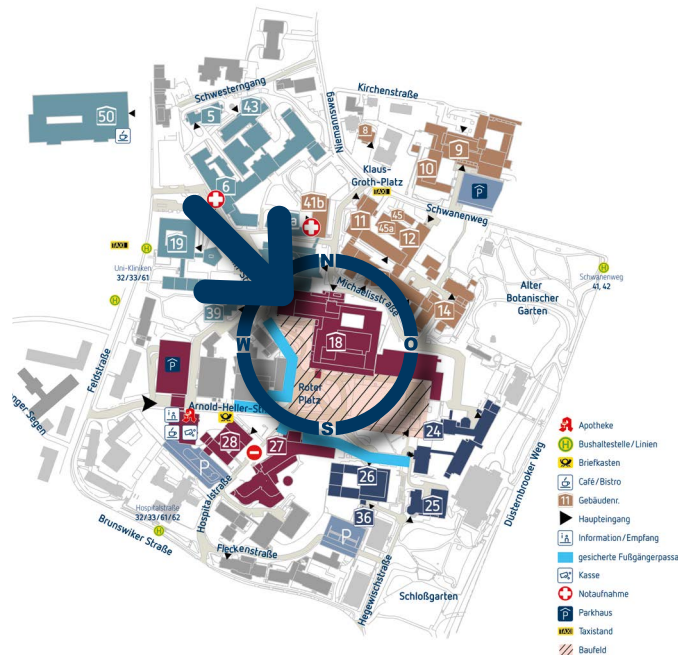 Schwesterngang
Kirchenstraße
Niemannsweg
50
5
43
8
9
10
Klaus-
Groth-Platz
TAXI
P
6
41b
11
45
45a
12
Schwanenweg
TAXI
H
19
Uni-Kliniken
32/33/61
H
Alter
Botanischer
Garten
H
Schwanenweg
41, 42
N
Michaelisstraße
14
39
18
W
O
S
Feldstraße
P
Roter
Platz
Arnold-Heller-Str
28
27
24
26
25
36
P
P
Hospitalstraße
Hospitalstraße
32/33/61/62
H
Brunswiker Straße
Fleckenstraße
Hegewischstraße
Schloßgarten
Düsternbrooker Weg
nger Segen
Apotheke
H Bushaltestelle/Linien
Briefkasten
Café/Bistro
11 Gebäudenr.
Haupteingang
Information/Empfang
gesicherte Fußgängerpassa
Kasse
Notaufnahme
P Parkhaus
TAXI Taxistand
Baufeld